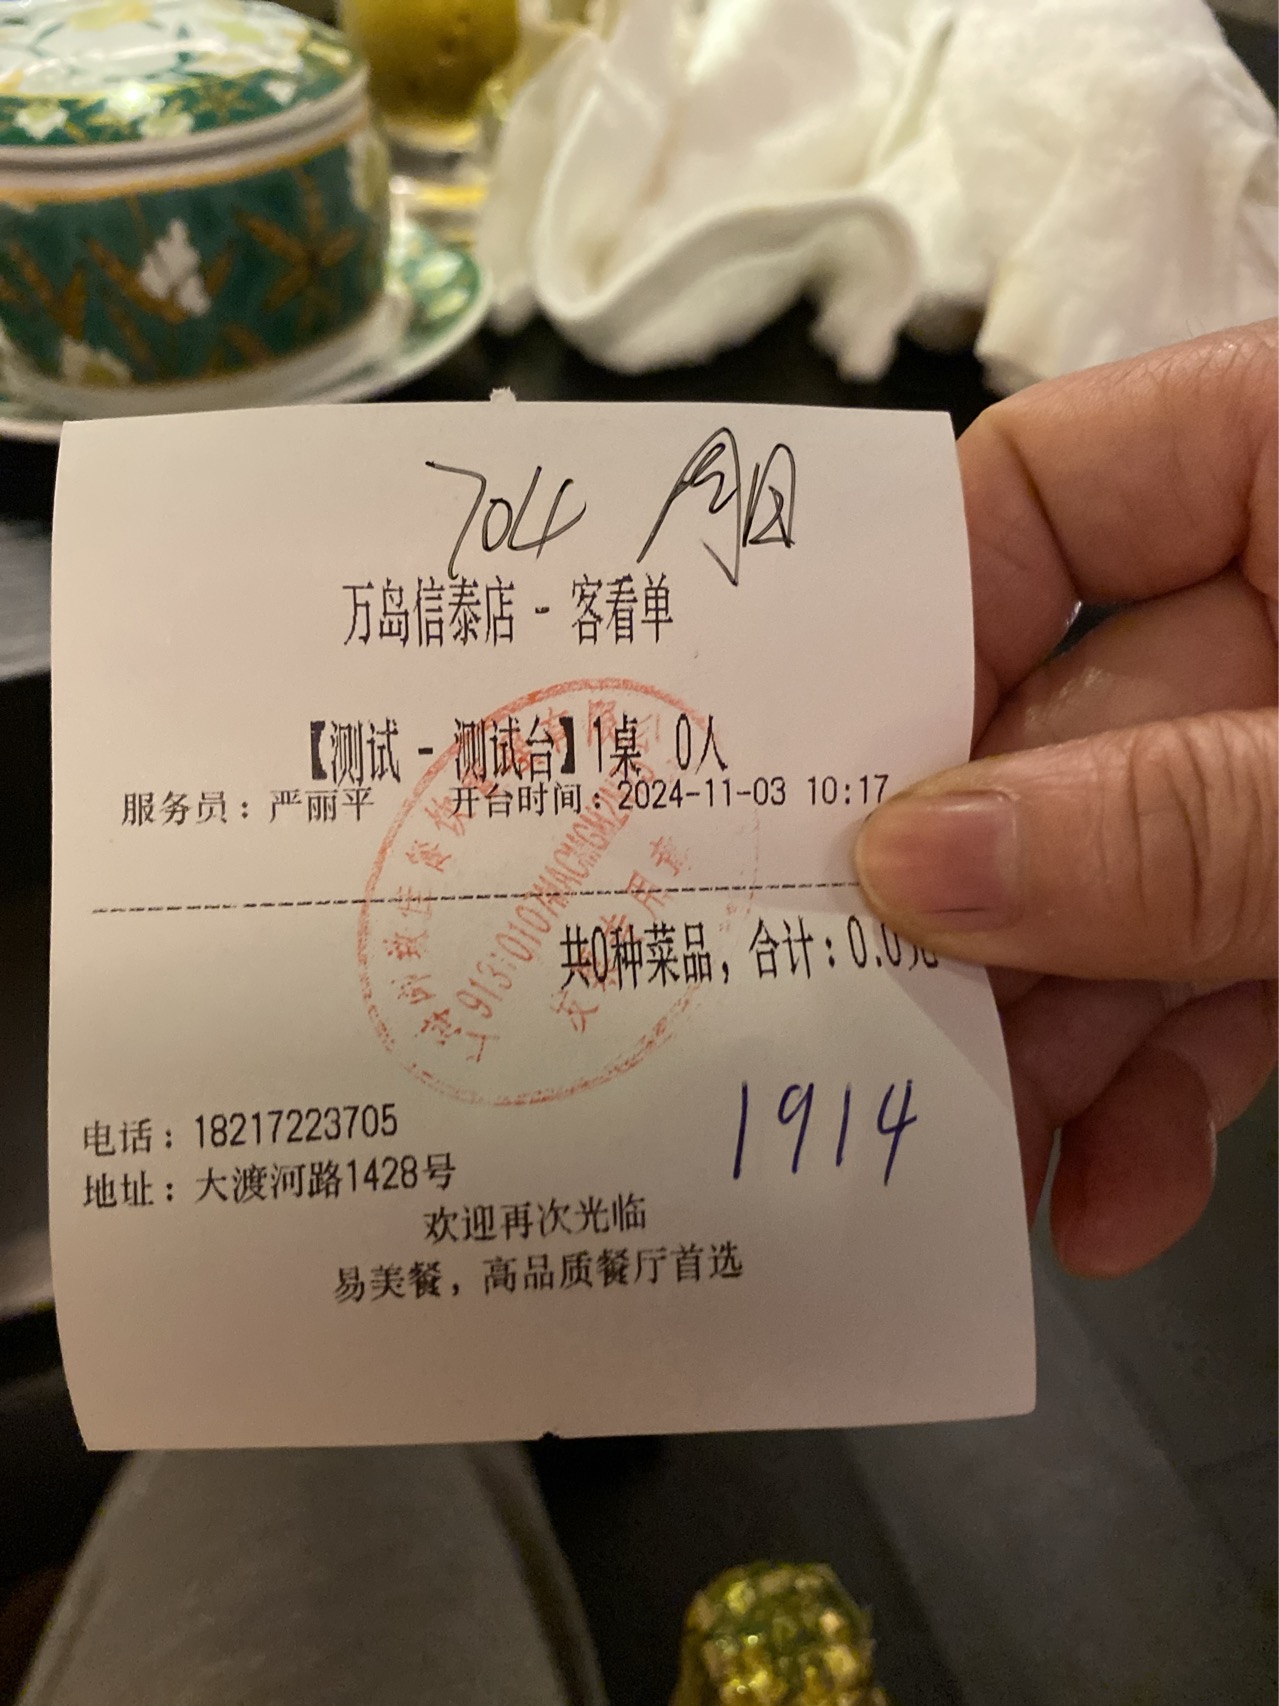 704
万岛信泰店 - 客看单
【测试 - 测试台】1桌 0人
服务员：严丽平 开台时间：2024-11-03 10:17
共0种菜品，合计：0.0元
1914
电话：18217223705
地址：大渡河路1428号
欢迎再次光临
易美餐，高品质餐厅首选